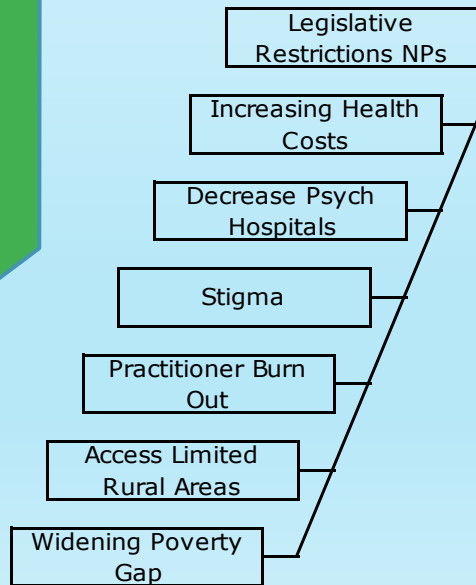 Legislative
Restrictions NPs
Increasing Health
Costs
Decrease Psych
Hospitals
Stigma
Practitioner Burn
Out
Access Limited
Rural Areas
Widening Poverty
Gap